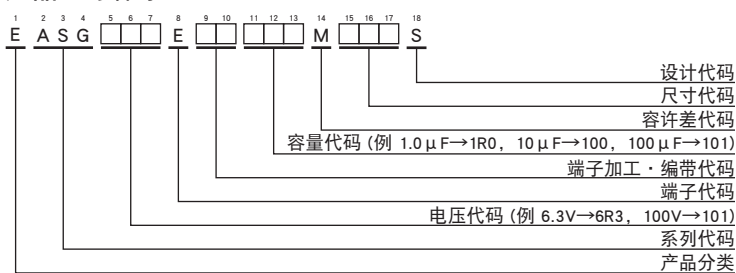 1 2 3 4 5 6 7 8 9 10 11 12 13 14 15 16 17 18
E A S G □□□ E □□ □□□ M □□□ S
设计代码
尺寸代码
容许差代码
容量代码 (例 1.0μF→1R0, 10μF→100, 100μF→101)
端子加工・编带代码
端子代码
电压代码 (例 6.3V→6R3, 100V→101)
系列代码
产品分类